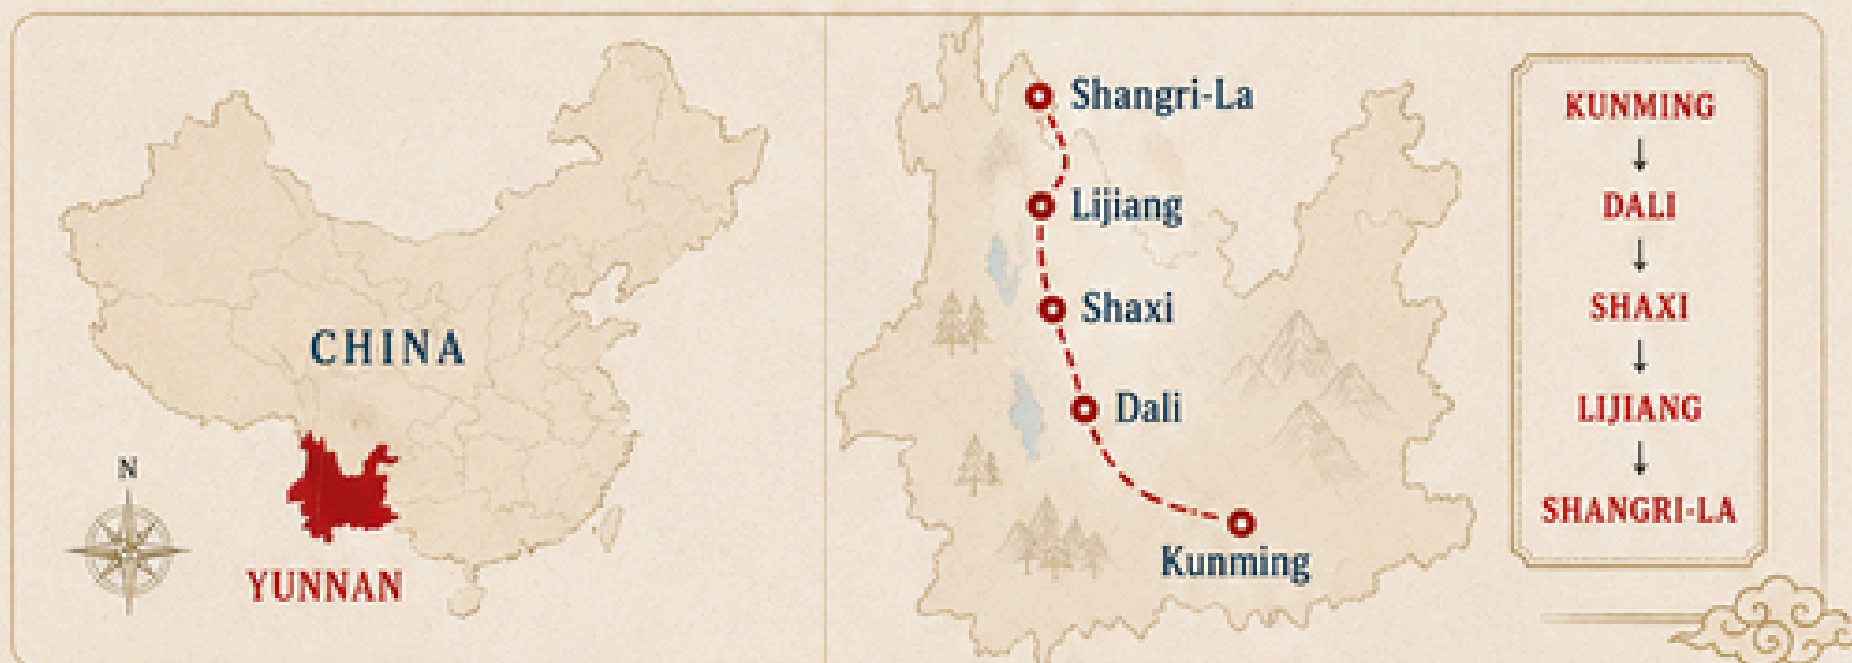 CHINA
N
YUNNAN
Shangri-La
Lijiang
Shaxi
Dali
Kunming
KUNMING
↓
DALI
↓
SHAXI
↓
LIJIANG
↓
SHANGRI-LA